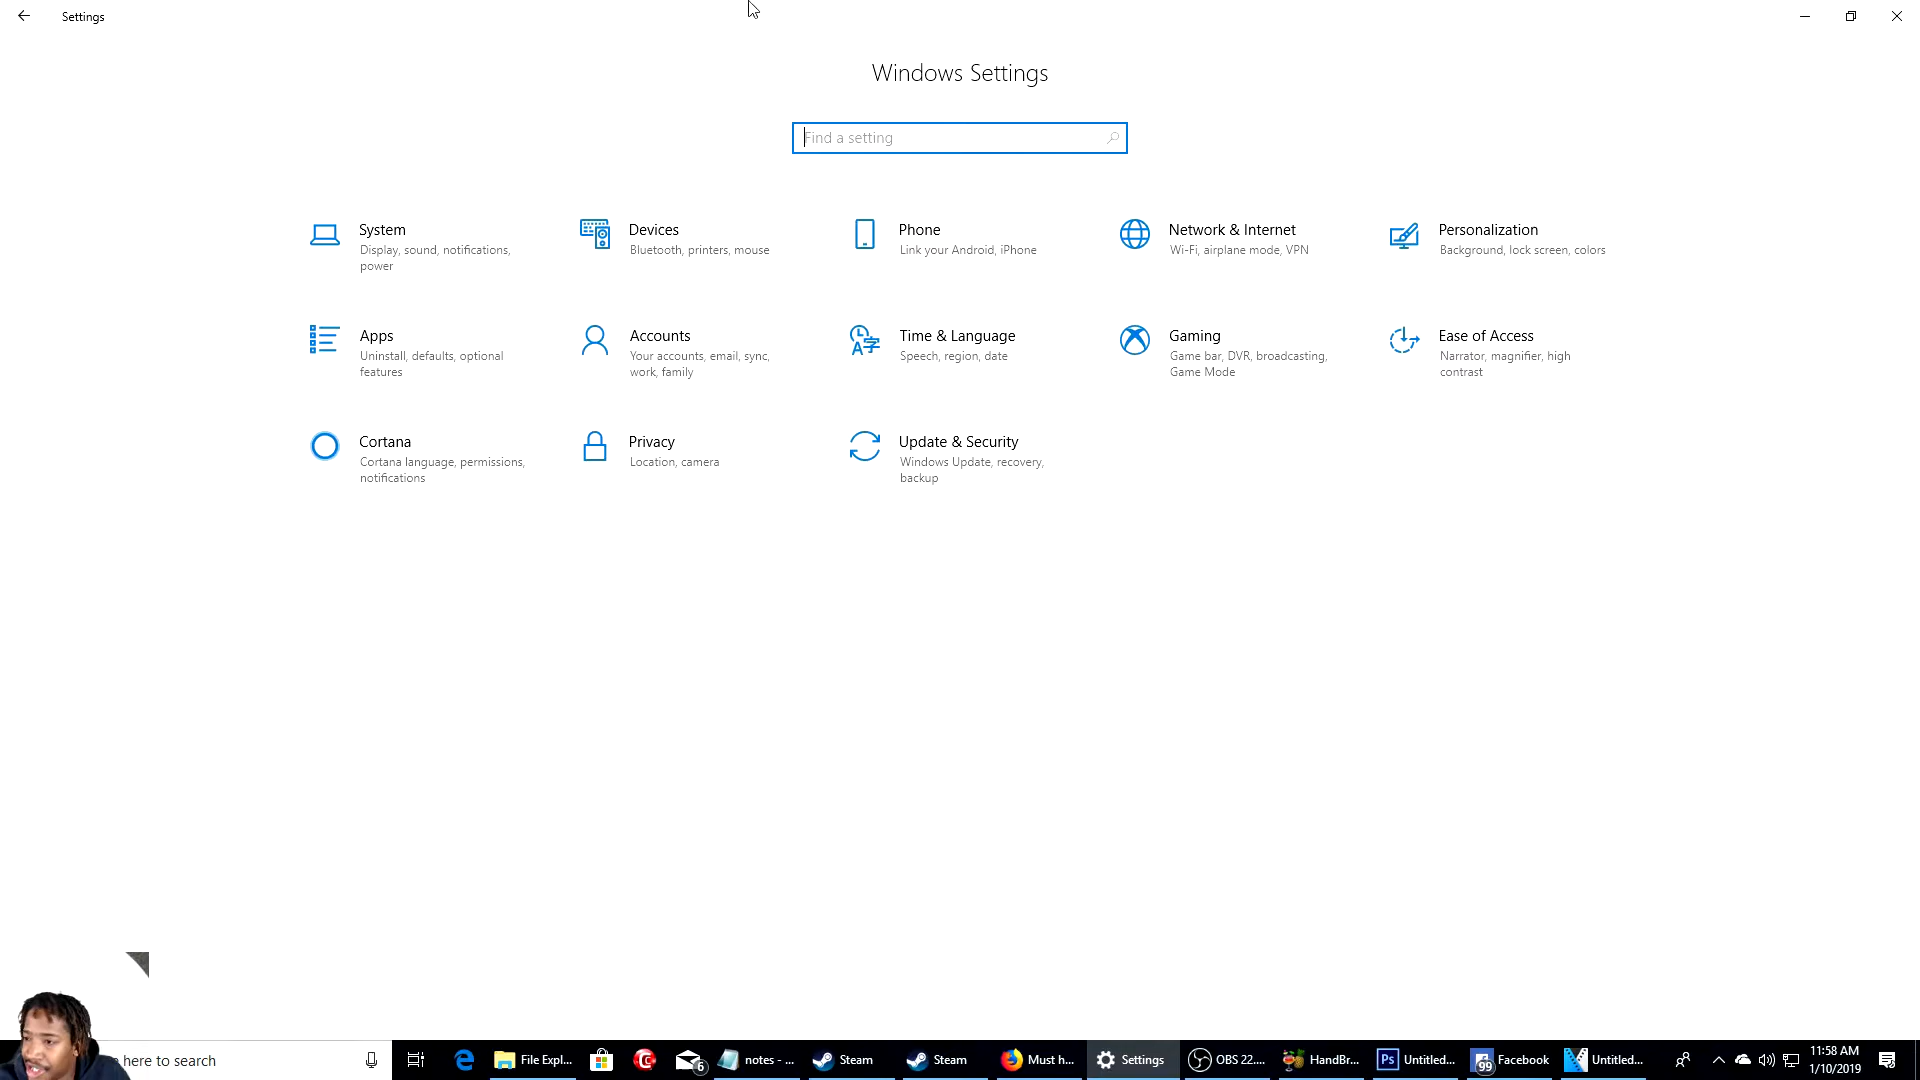 Settings
Windows Settings
Find a setting
System
Display, sound, notifications,
power
Devices
Bluetooth, printers, mouse
Phone
Link your Android, iPhone
Network & Internet
Wi-Fi, airplane mode, VPN
Personalization
Background, lock screen, colors
Apps
Uninstall, defaults, optional
features
Accounts
Your accounts, email, sync,
work, family
Time & Language
Speech, region, date
Gaming
Game bar, DVR, broadcasting,
Game Mode
Ease of Access
Narrator, magnifier, high
contrast
Cortana
Cortana language, permissions,
notifications
Privacy
Location, camera
Update & Security
Windows Update, recovery,
backup
here to search
File Expl...
6
notes - ...
Steam
Steam
Must h...
Settings
OBS 22....
HandBr...
Ps
Untitled...
99
Facebook
Untitled...
11:58 AM
1/10/2019